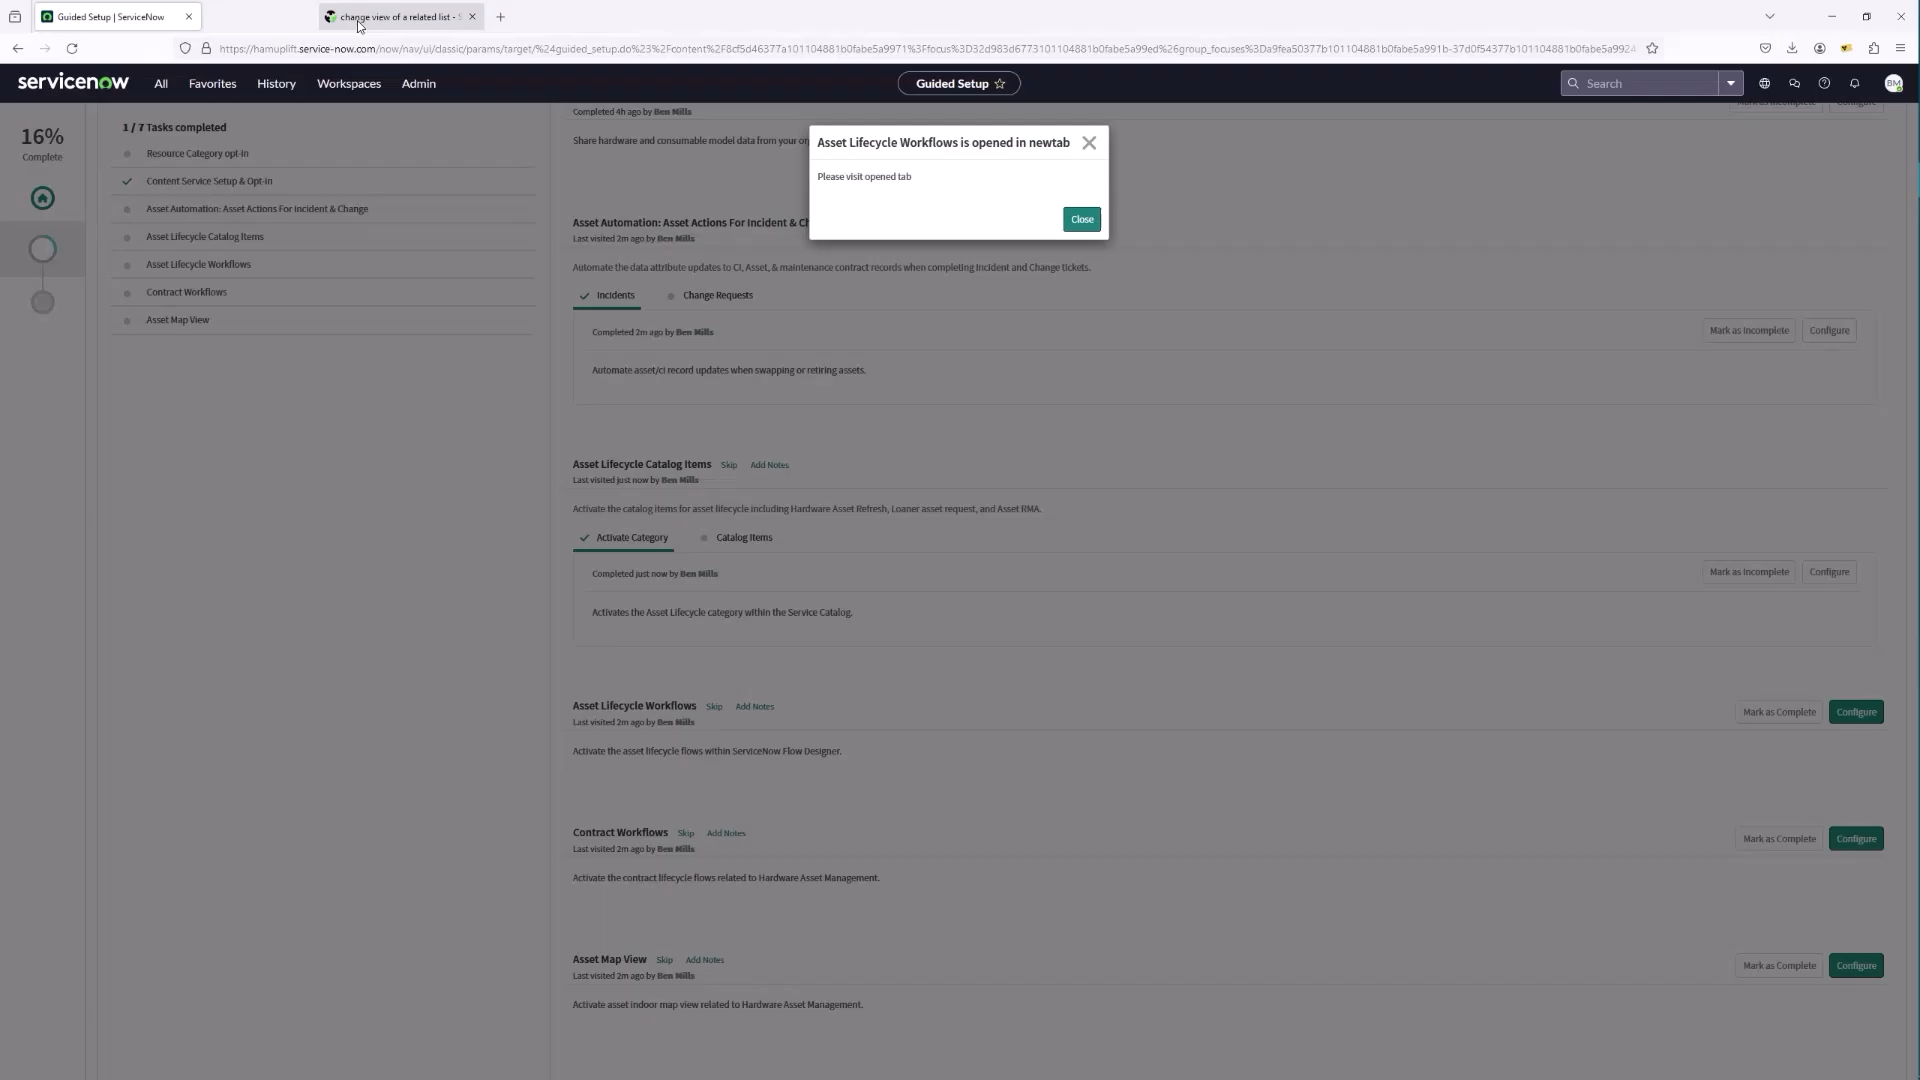 Guided Setup | ServiceNow
change view of a related list - S
https://hamuplift.service-now.com/now/nav/ui/classic/params/target/%24guided_setup.do%23%2Fcontent%2F8cf5d46377a101104881b0fabe5a9971%3Ffocus%3D32d983d6773101104881b0fabe5a99ed%26group_focuses%3Da9fea50377b101104881b0fabe5a991b-37d0f54377b101104881b0fabe5a9924
servicenow
All
Favorites
History
Workspaces
Admin
Guided Setup
Search
BM
16%
Complete
1 / 7 Tasks completed
Resource Category opt-in
Content Service Setup & Opt-in
Asset Automation: Asset Actions For Incident & Change
Asset Lifecycle Catalog Items
Asset Lifecycle Workflows
Contract Workflows
Asset Map View
Completed 4h ago by Ben Mills
Mark as Incomplete
Configure
Share hardware and consumable model data from your or
Asset Lifecycle Workflows is opened in newtab
Please visit opened tab
Close
Asset Automation: Asset Actions For Incident & Ch
Last visited 2m ago by Ben Mills
Automate the data attribute updates to CI, Asset, & maintenance contract records when completing Incident and Change tickets.
Incidents
Change Requests
Completed 2m ago by Ben Mills
Mark as Incomplete
Configure
Automate asset/ci record updates when swapping or retiring assets.
Asset Lifecycle Catalog Items Skip Add Notes
Last visited just now by Ben Mills
Activate the catalog items for asset lifecycle including Hardware Asset Refresh, Loaner asset request, and Asset RMA.
Activate Category
Catalog Items
Completed just now by Ben Mills
Mark as Incomplete
Configure
Activates the Asset Lifecycle category within the Service Catalog.
Asset Lifecycle Workflows Skip Add Notes
Last visited 2m ago by Ben Mills
Mark as Complete
Configure
Activate the asset lifecycle flows within ServiceNow Flow Designer.
Contract Workflows Skip Add Notes
Last visited 2m ago by Ben Mills
Mark as Complete
Configure
Activate the contract lifecycle flows related to Hardware Asset Management.
Asset Map View Skip Add Notes
Last visited 2m ago by Ben Mills
Mark as Complete
Configure
Activate asset indoor map view related to Hardware Asset Management.